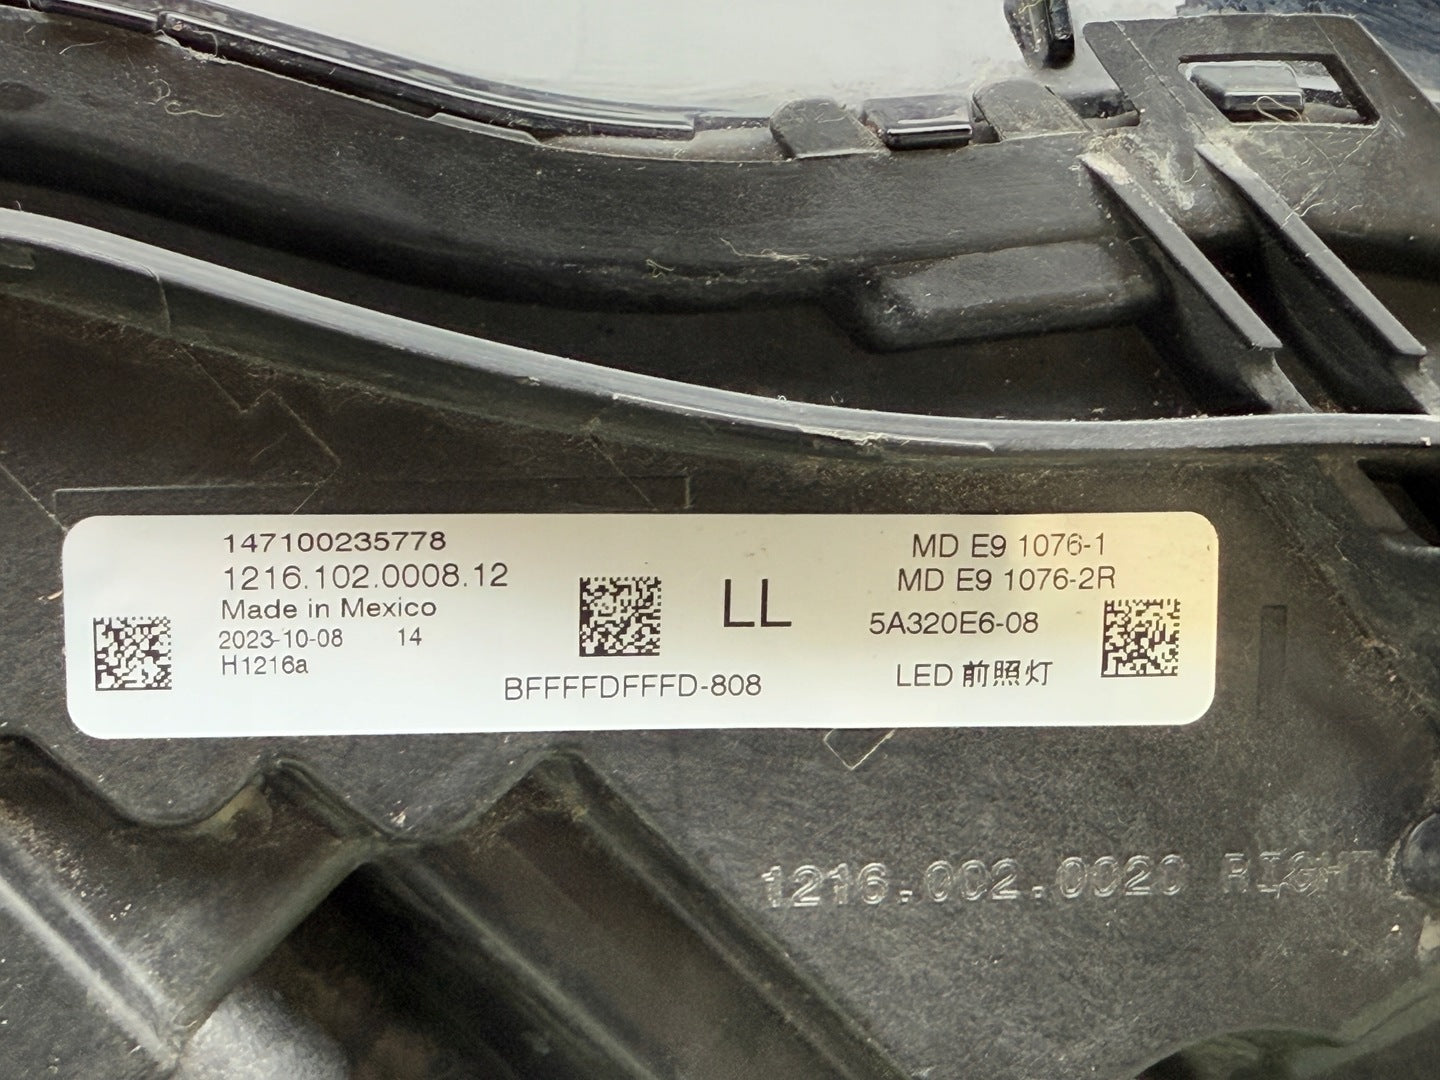 147100235778
1216.102.0008.12
Made in Mexico
2023-10-08 14
H1216a
LL
BFFFFDFFFD-808
MD E9 1076-1
MD E9 1076-2R
5A320E6-08
LED 前照灯
1216.002.0020 RIGHT